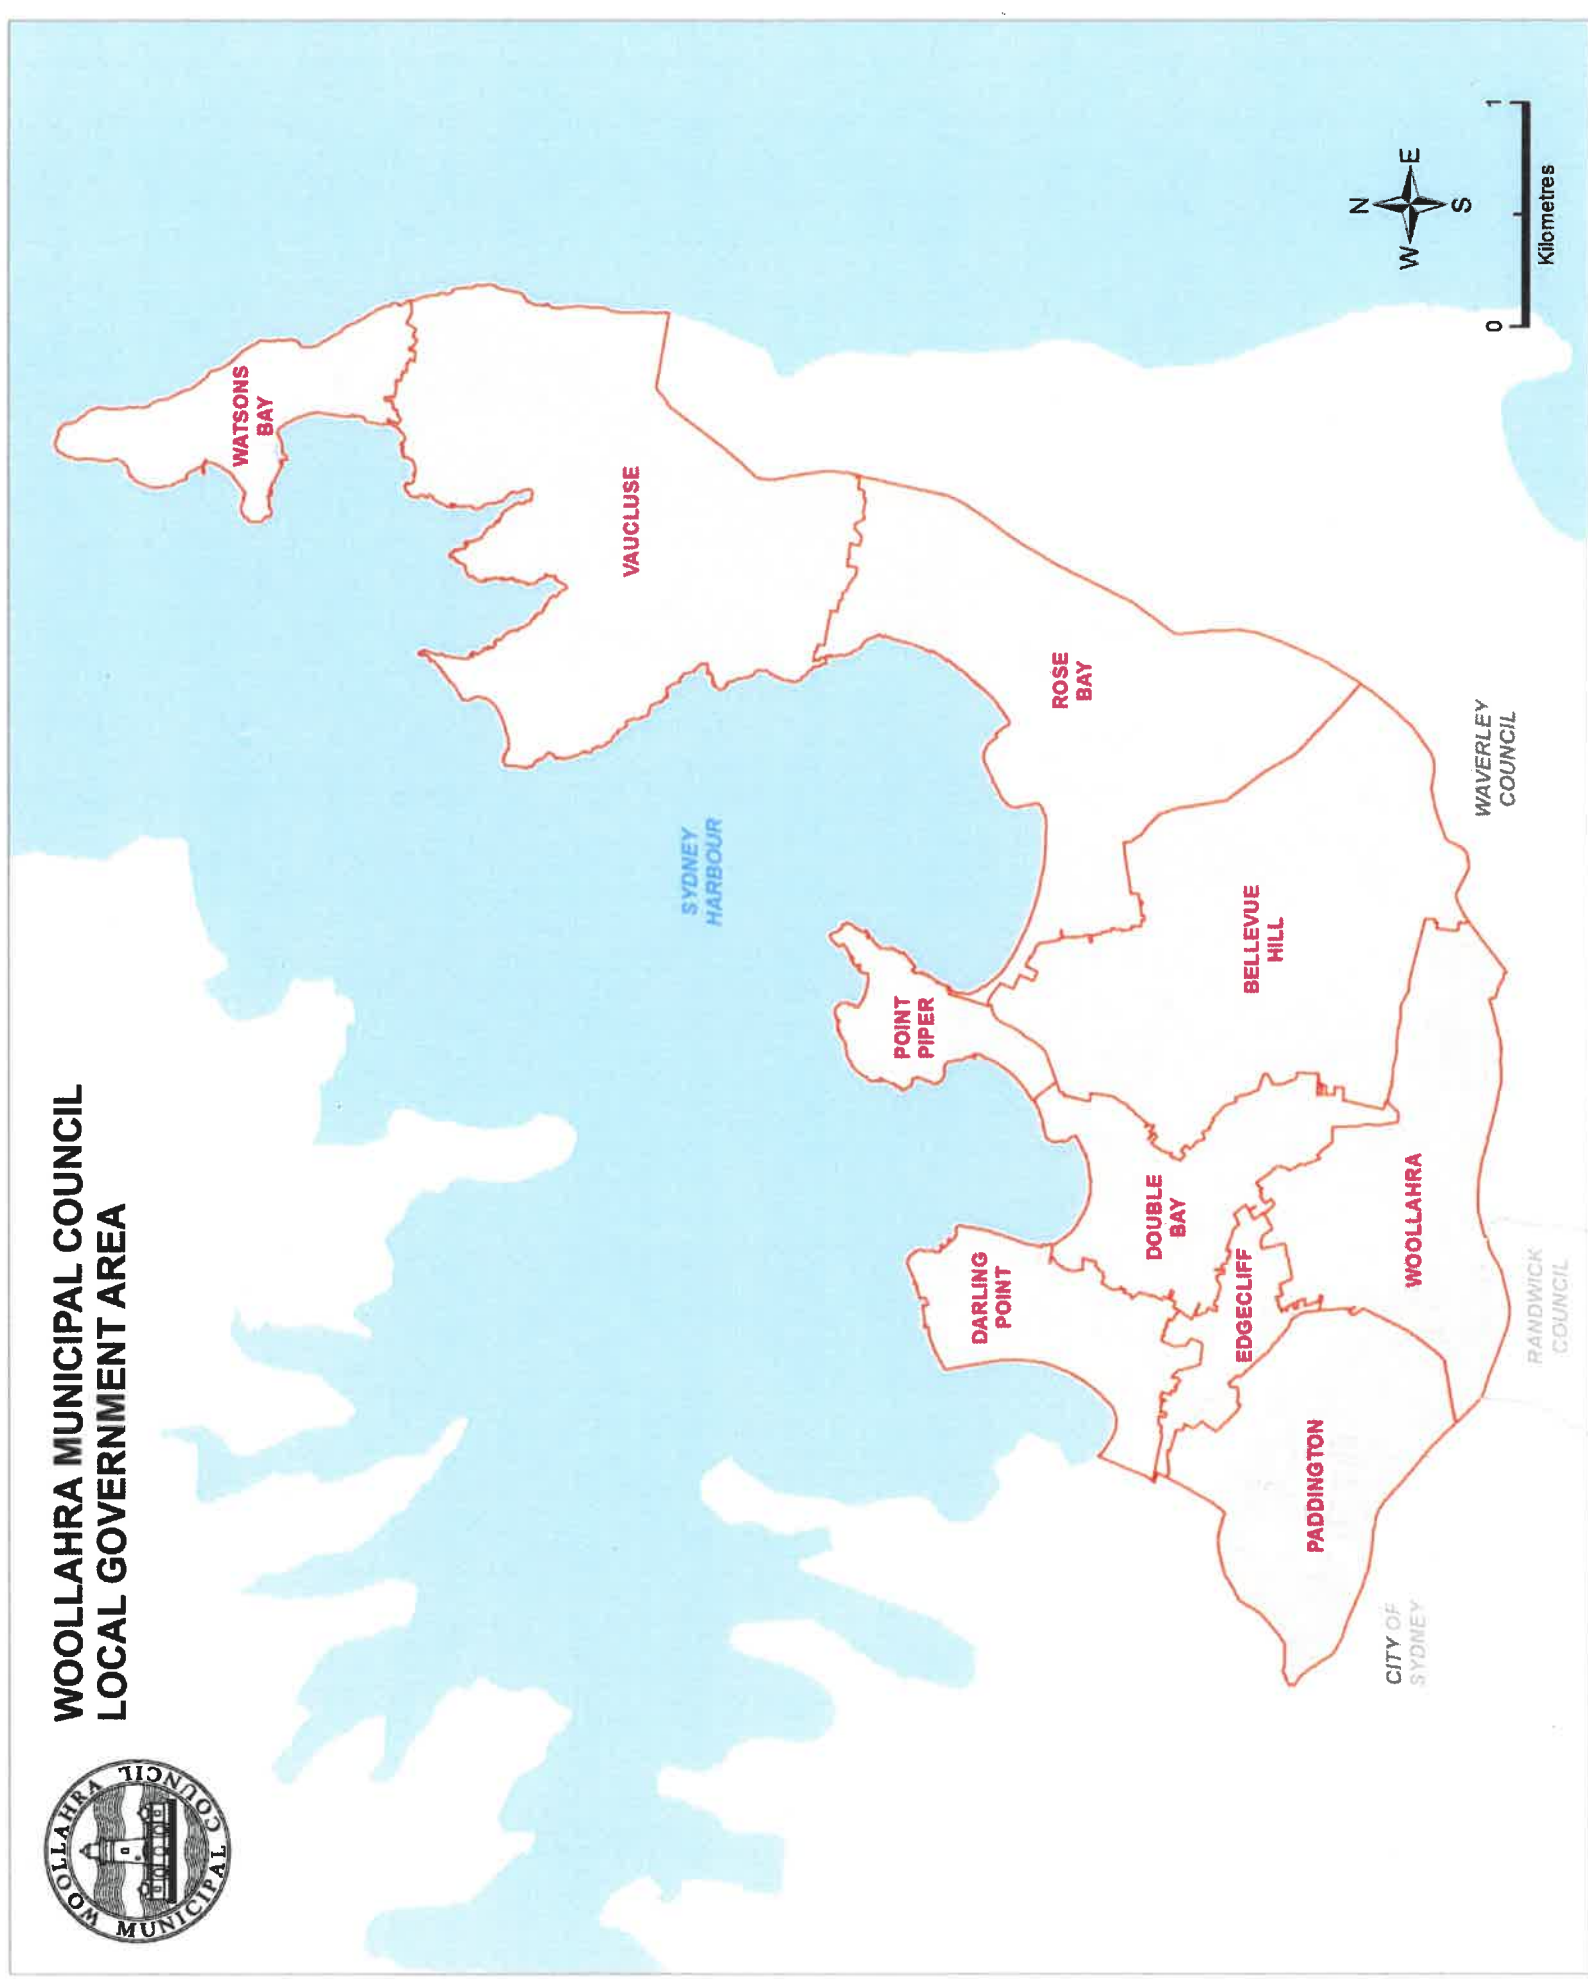 WOOLLAHRA MUNICIPAL COUNCIL
LOCAL GOVERNMENT AREA
WOOLLAHRA MUNICIPAL COUNCIL
WATSONS
BAY
VAUCLUSE
SYDNEY
HARBOUR
ROSE
BAY
POINT
PIPER
BELLEVUE
HILL
DARLING
POINT
DOUBLE
BAY
EDGECLIFF
WOOLLAHRA
PADDINGTON
WAVERLEY
COUNCIL
RANDWICK
COUNCIL
CITY OF
SYDNEY
N
W E
S
0 1
Kilometres